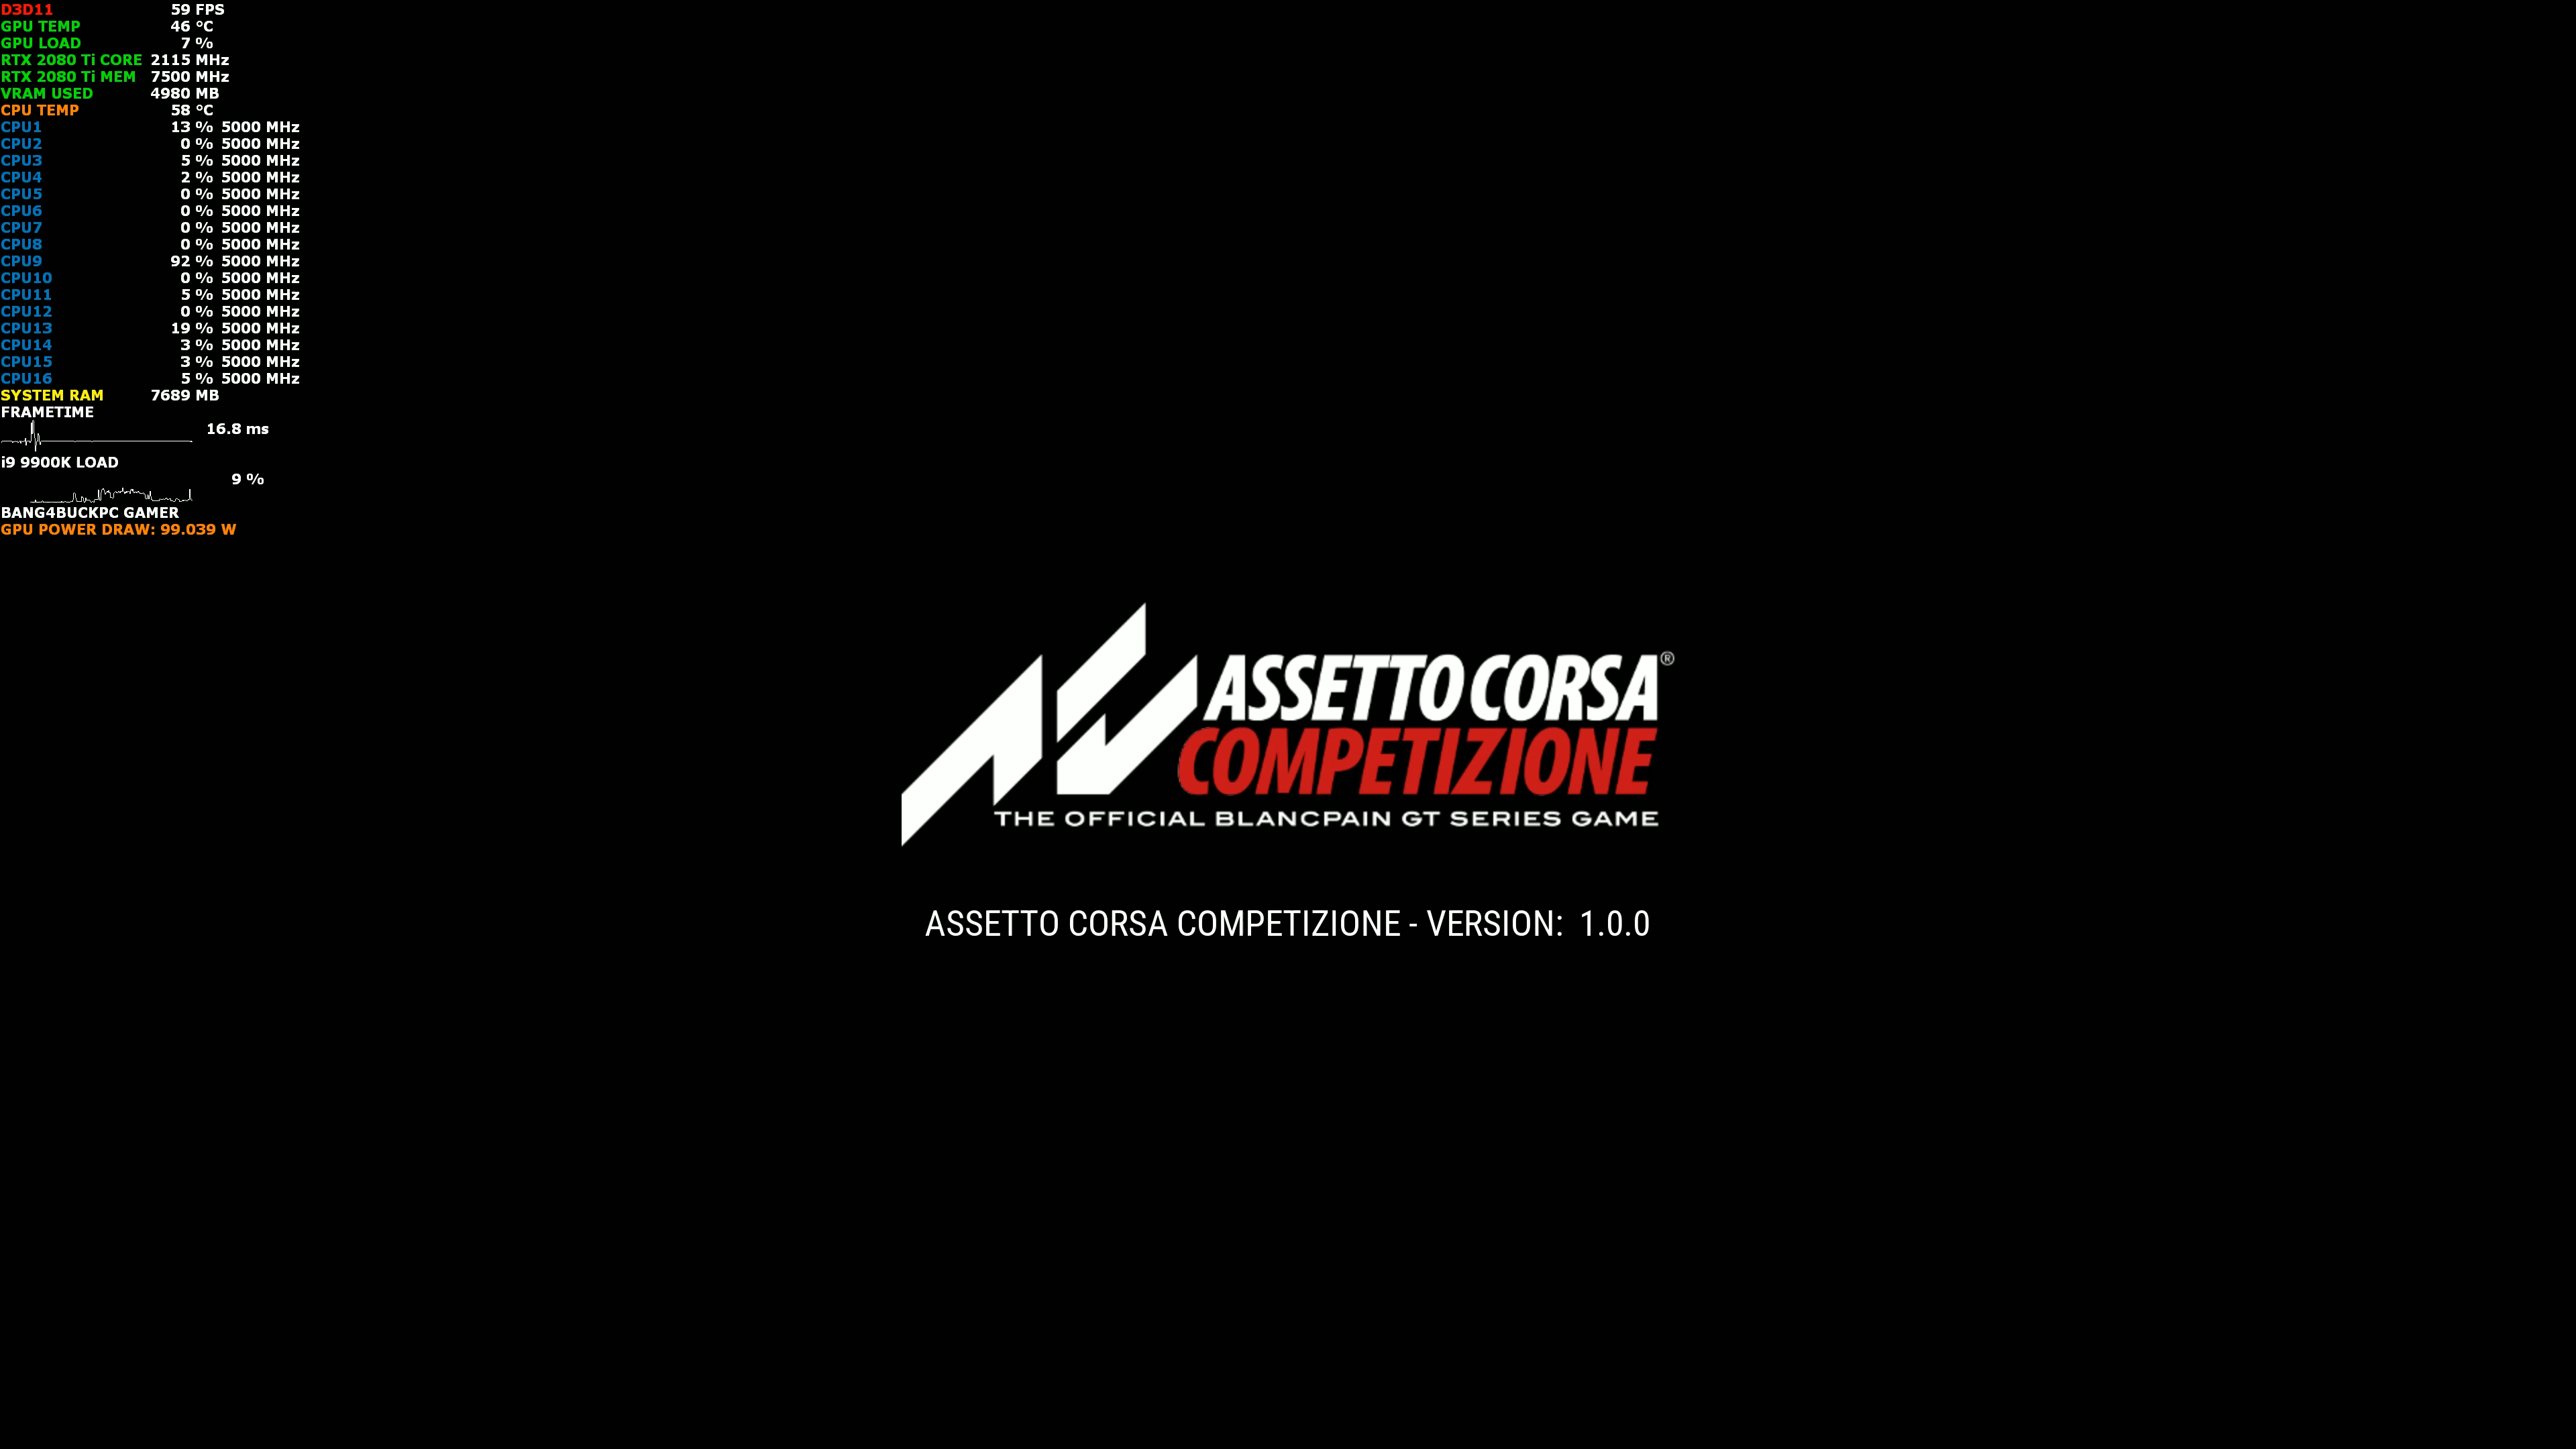 D3D11 59 FPS
GPU TEMP 46 °C
GPU LOAD 7 %
RTX 2080 Ti CORE 2115 MHz
RTX 2080 Ti MEM 7500 MHz
VRAM USED 4980 MB
CPU TEMP 58 °C
CPU1 13 % 5000 MHz
CPU2 0 % 5000 MHz
CPU3 5 % 5000 MHz
CPU4 2 % 5000 MHz
CPU5 0 % 5000 MHz
CPU6 0 % 5000 MHz
CPU7 0 % 5000 MHz
CPU8 0 % 5000 MHz
CPU9 92 % 5000 MHz
CPU10 0 % 5000 MHz
CPU11 5 % 5000 MHz
CPU12 0 % 5000 MHz
CPU13 19 % 5000 MHz
CPU14 3 % 5000 MHz
CPU15 3 % 5000 MHz
CPU16 5 % 5000 MHz
SYSTEM RAM 7689 MB
FRAMETIME
16.8 ms
i9 9900K LOAD
9 %
BANG4BUCKPC GAMER
GPU POWER DRAW: 99.039 W
ASSETTO CORSA®
COMPETIZIONE
THE OFFICIAL BLANCPAIN GT SERIES GAME
ASSETTO CORSA COMPETIZIONE - VERSION: 1.0.0